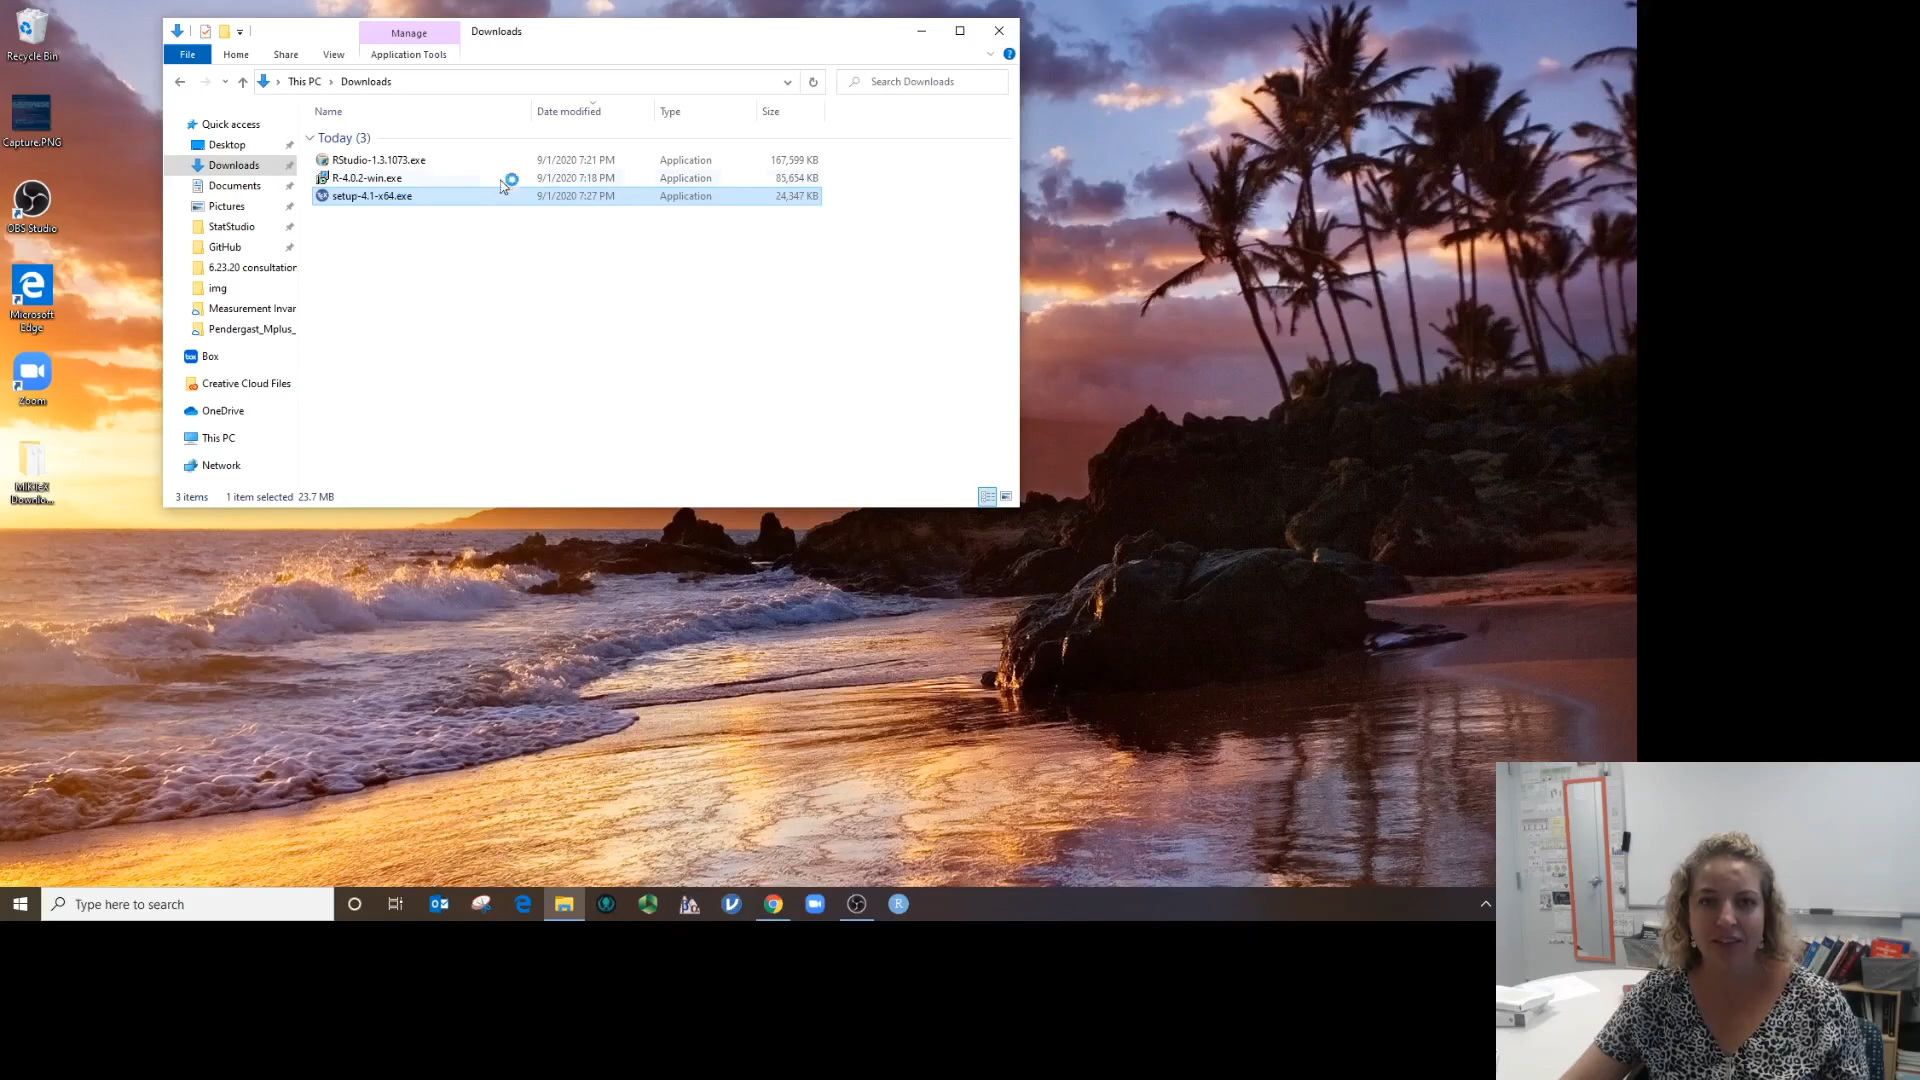 Recycle Bin
Capture.PNG
OBS Studio
Microsoft
Edge
Zoom
MiKTeX
Downlo...
Manage
Downloads
File
Home
Share
View
Application Tools
This PC
Downloads
Search Downloads
Name
Date modified
Type
Size
Quick access
Desktop
Downloads
Documents
Pictures
StatStudio
GitHub
6.23.20 consultation
img
Measurement Invar
Pendergast_Mplus_
Box
Creative Cloud Files
OneDrive
This PC
Network
Today (3)
RStudio-1.3.1073.exe 9/1/2020 7:21 PM Application 167,599 KB
R-4.0.2-win.exe 9/1/2020 7:18 PM Application 85,654 KB
setup-4.1-x64.exe 9/1/2020 7:27 PM Application 24,347 KB
3 items 1 item selected 23.7 MB
Type here to search